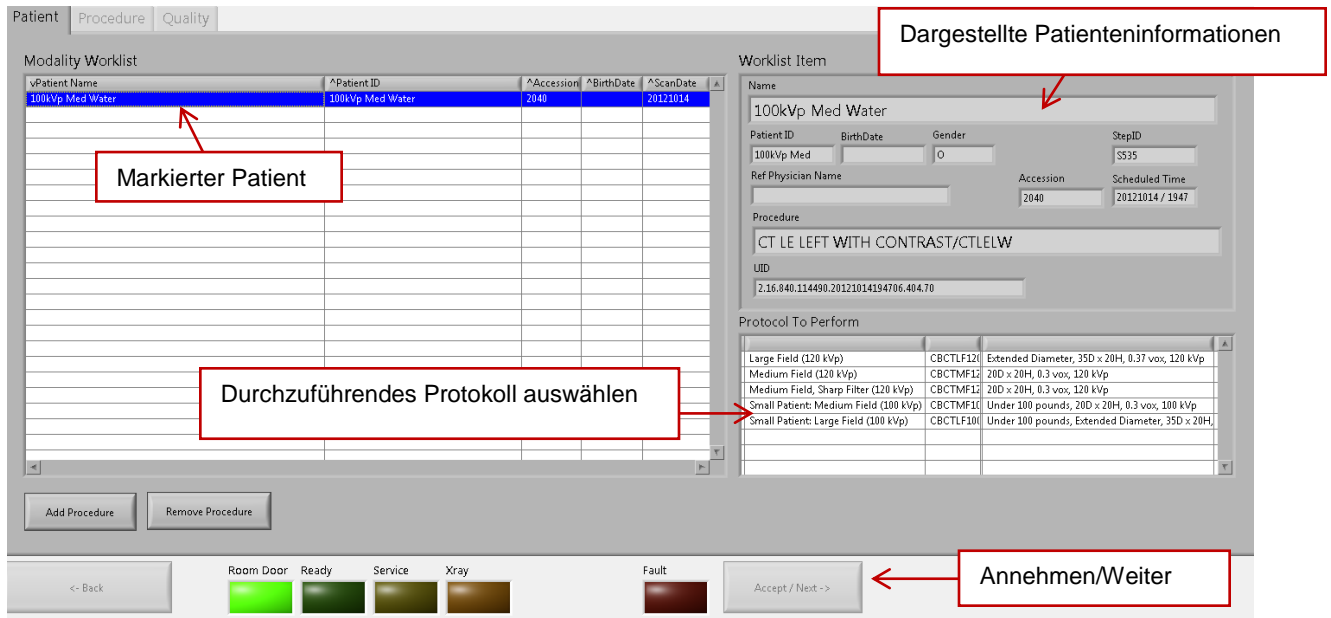 Patient Procedure Quality
Dargestellte Patienteninformationen
Modality Worklist
vPatient Name ^Patient ID ^Accession ^BirthDate ^ScanDate
100kVp Med Water 100kVp Med Water 2040 20121014
Markierter Patient
Worklist Item
Name
100kVp Med Water
Patient ID BirthDate Gender StepID
100kVp Med O S535
Ref Physician Name Accession Scheduled Time
2040 20121014 / 1947
Procedure
CT LE LEFT WITH CONTRAST/CTLELW
UID
2.16.840.114490.20121014194706.404.70
Protocol To Perform
Large Field (120 kVp) CBCTLF120 Extended Diameter, 35D x 20H, 0.37 vox, 120 kVp
Medium Field (120 kVp) CBCTMF12 20D x 20H, 0.3 vox, 120 kVp
Medium Field, Sharp Filter (120 kVp) CBCTMF12 20D x 20H, 0.3 vox, 120 kVp
Small Patient: Medium Field (100 kVp) CBCTMF10 Under 100 pounds, 20D x 20H, 0.3 vox, 100 kVp
Small Patient: Large Field (100 kVp) CBCTLF100 Under 100 pounds, Extended Diameter, 35D x 20H,
Durchzuführendes Protokoll auswählen
Add Procedure Remove Procedure
<- Back
Room Door Ready Service Xray Fault
Accept / Next ->
Annehmen/Weiter